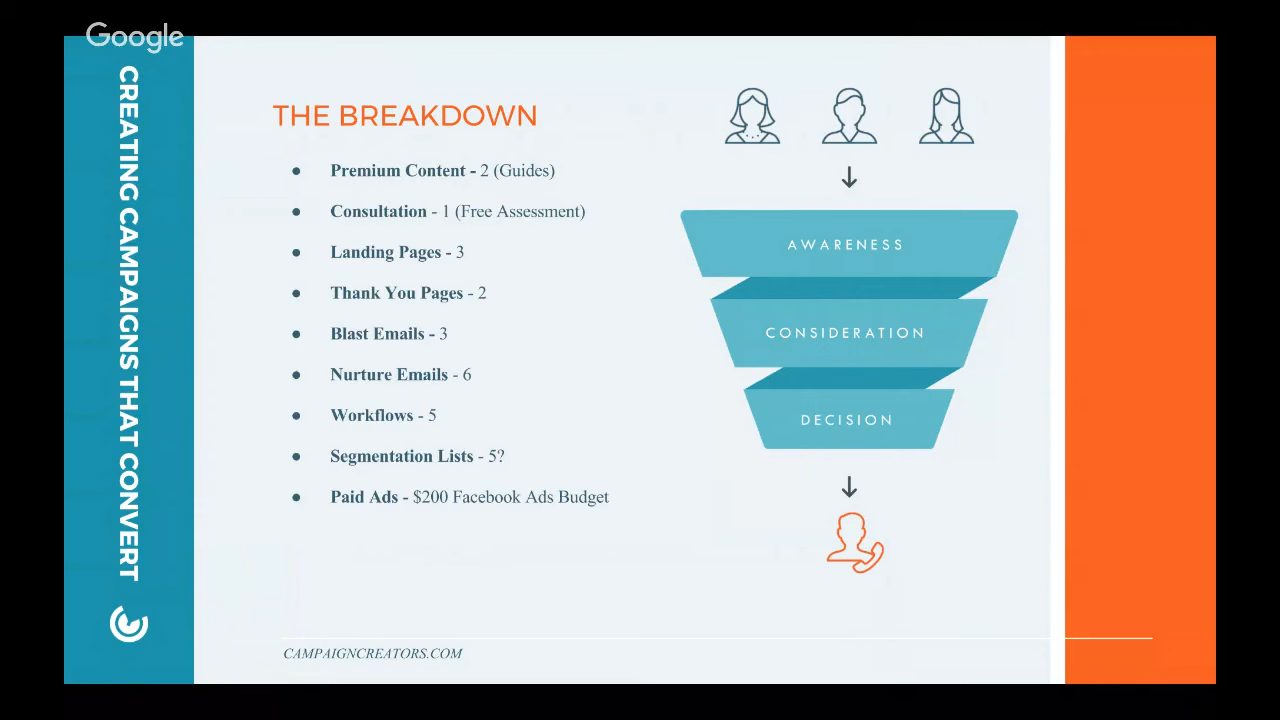 Google
CREATING CAMPAIGNS THAT CONVERT
THE BREAKDOWN
● Premium Content - 2 (Guides)
● Consultation - 1 (Free Assessment)
● Landing Pages - 3
● Thank You Pages - 2
● Blast Emails - 3
● Nurture Emails - 6
● Workflows - 5
● Segmentation Lists - 5?
● Paid Ads - $200 Facebook Ads Budget
AWARENESS
CONSIDERATION
DECISION
CAMPAIGNCREATORS.COM